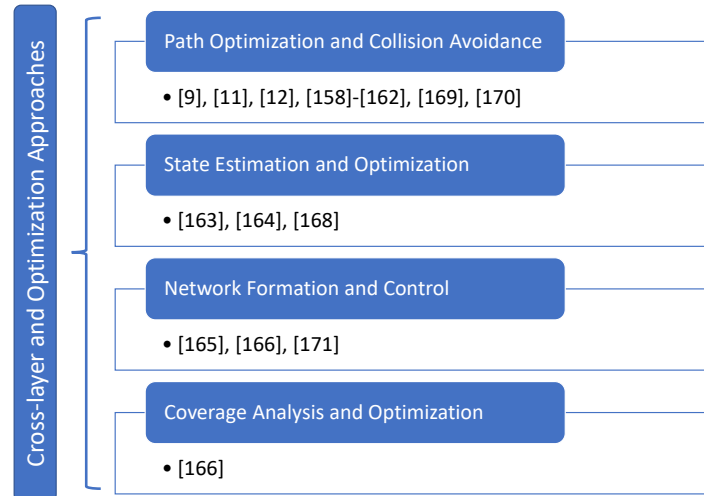 Cross-layer and Optimization Approaches
Path Optimization and Collision Avoidance
• [9], [11], [12], [158]-[162], [169], [170]
State Estimation and Optimization
• [163], [164], [168]
Network Formation and Control
• [165], [166], [171]
Coverage Analysis and Optimization
• [166]